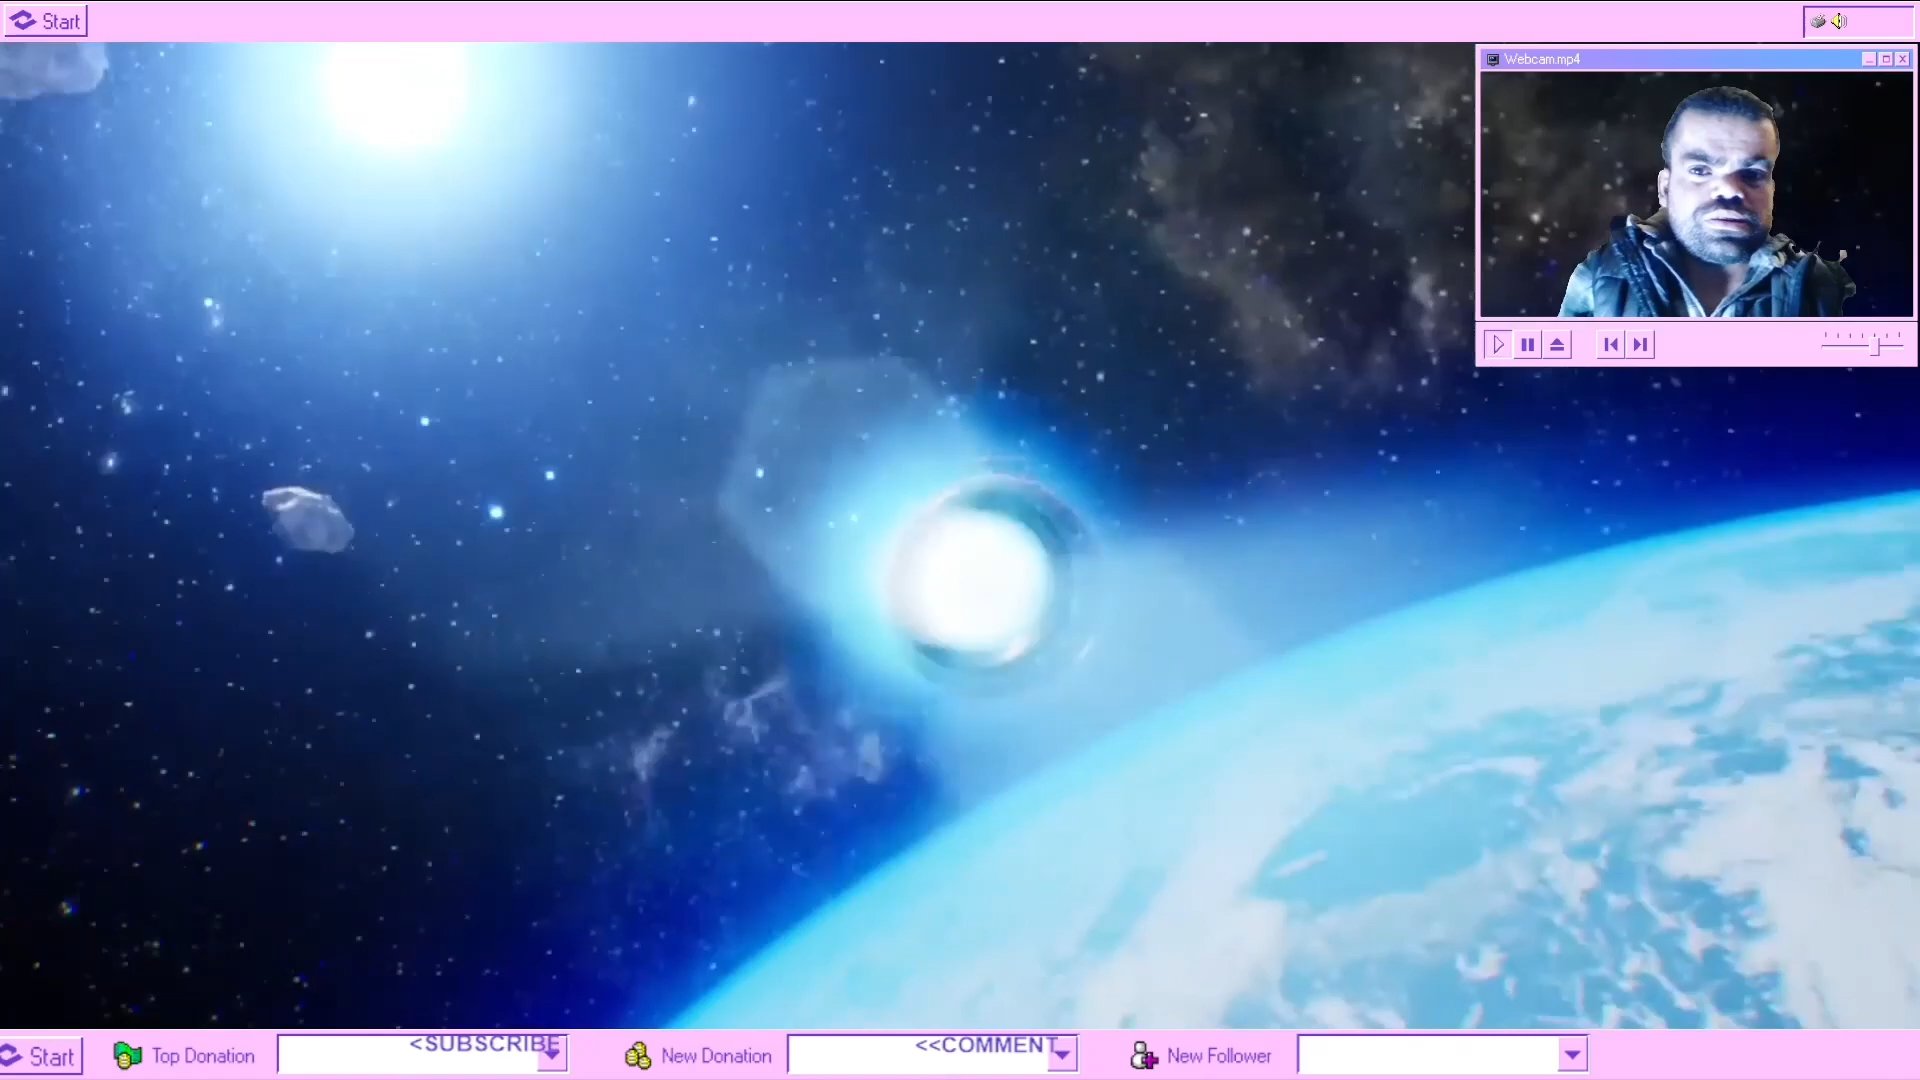 Start
Webcam.mp4
Start
Top Donation
<SUBSCRIBE
New Donation
<<COMMENT
New Follower